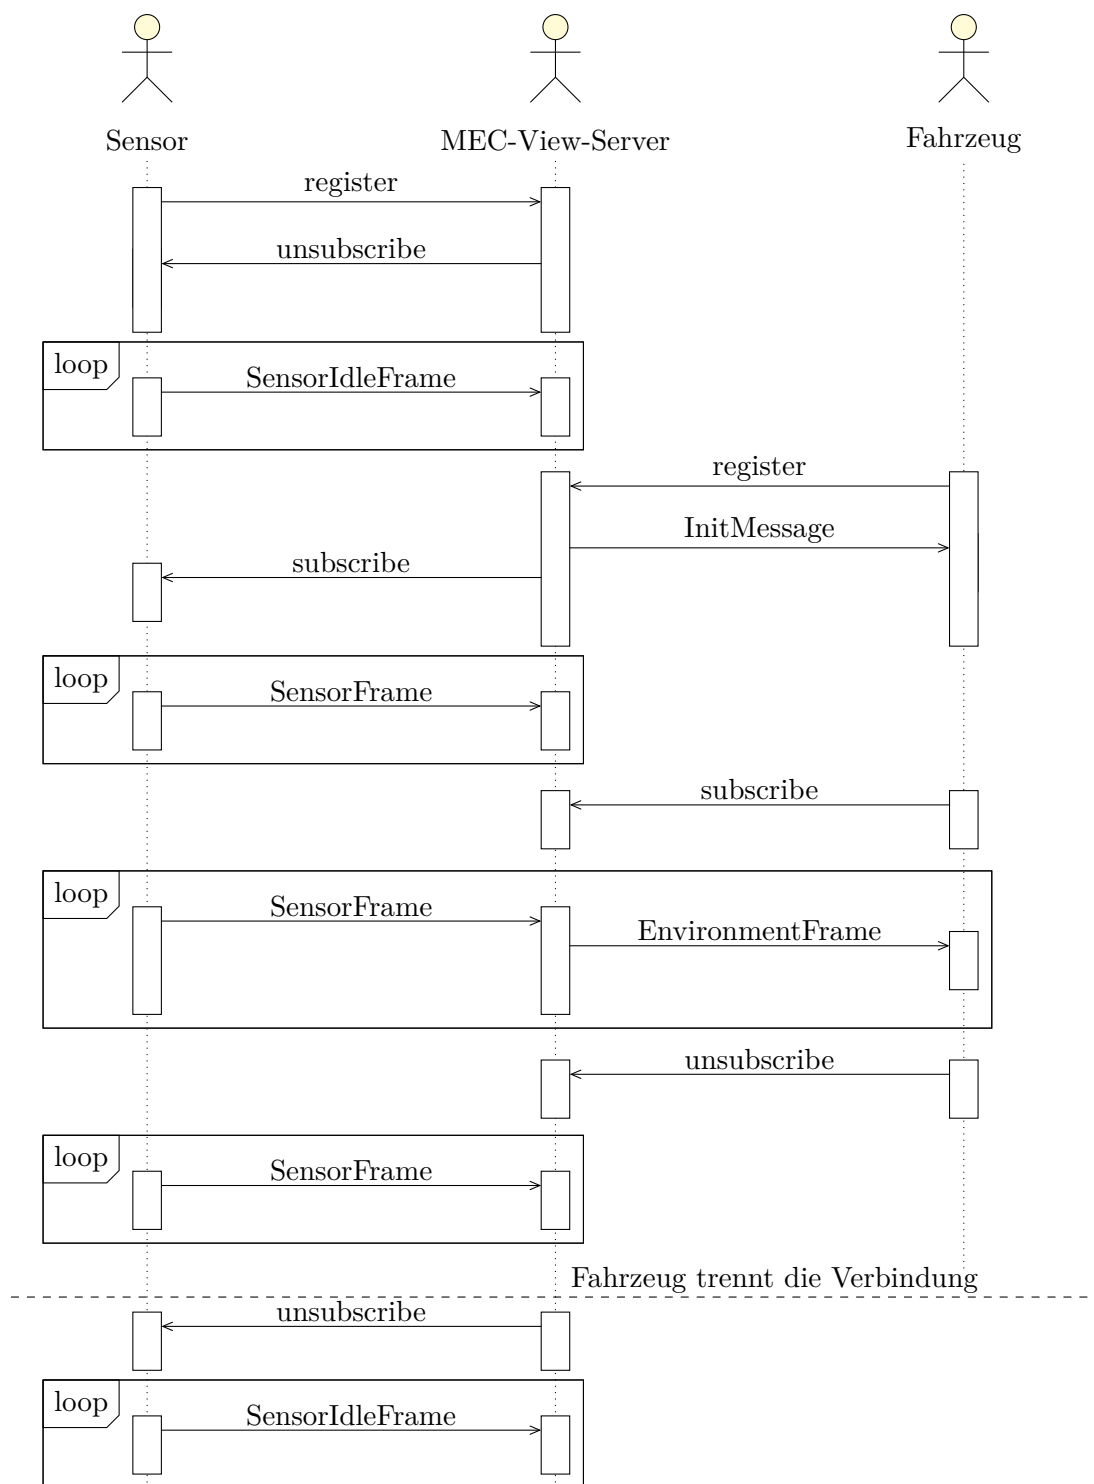 Sensor
MEC-View-Server
Fahrzeug
register
unsubscribe
loop
SensorIdleFrame
register
InitMessage
subscribe
loop
SensorFrame
subscribe
loop
SensorFrame
EnvironmentFrame
unsubscribe
loop
SensorFrame
Fahrzeug trennt die Verbindung
unsubscribe
loop
SensorIdleFrame